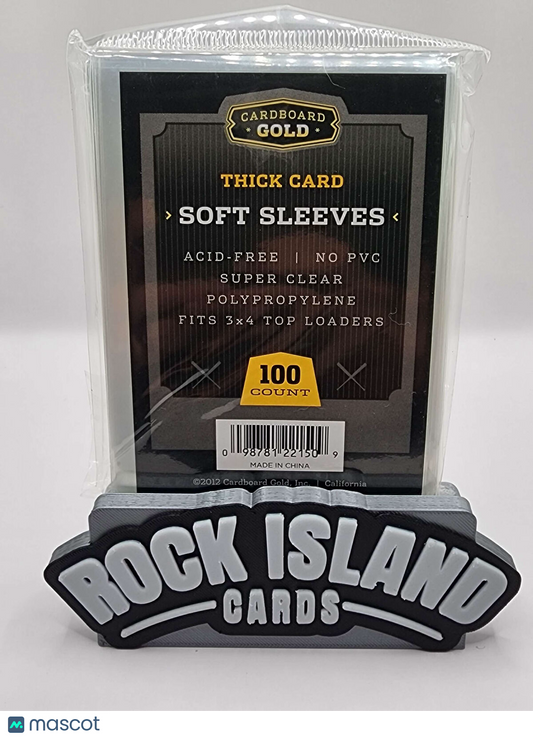 CARDBOARD
GOLD
THICK CARD
SOFT SLEEVES
ACID-FREE | NO PVC
SUPER CLEAR
POLYPROPYLENE
FITS 3x4 TOP LOADERS
100
COUNT
0 98781 22150 9
MADE IN CHINA
©2012 Cardboard Gold, Inc. | California
ROCK ISLAND
CARDS
mascot